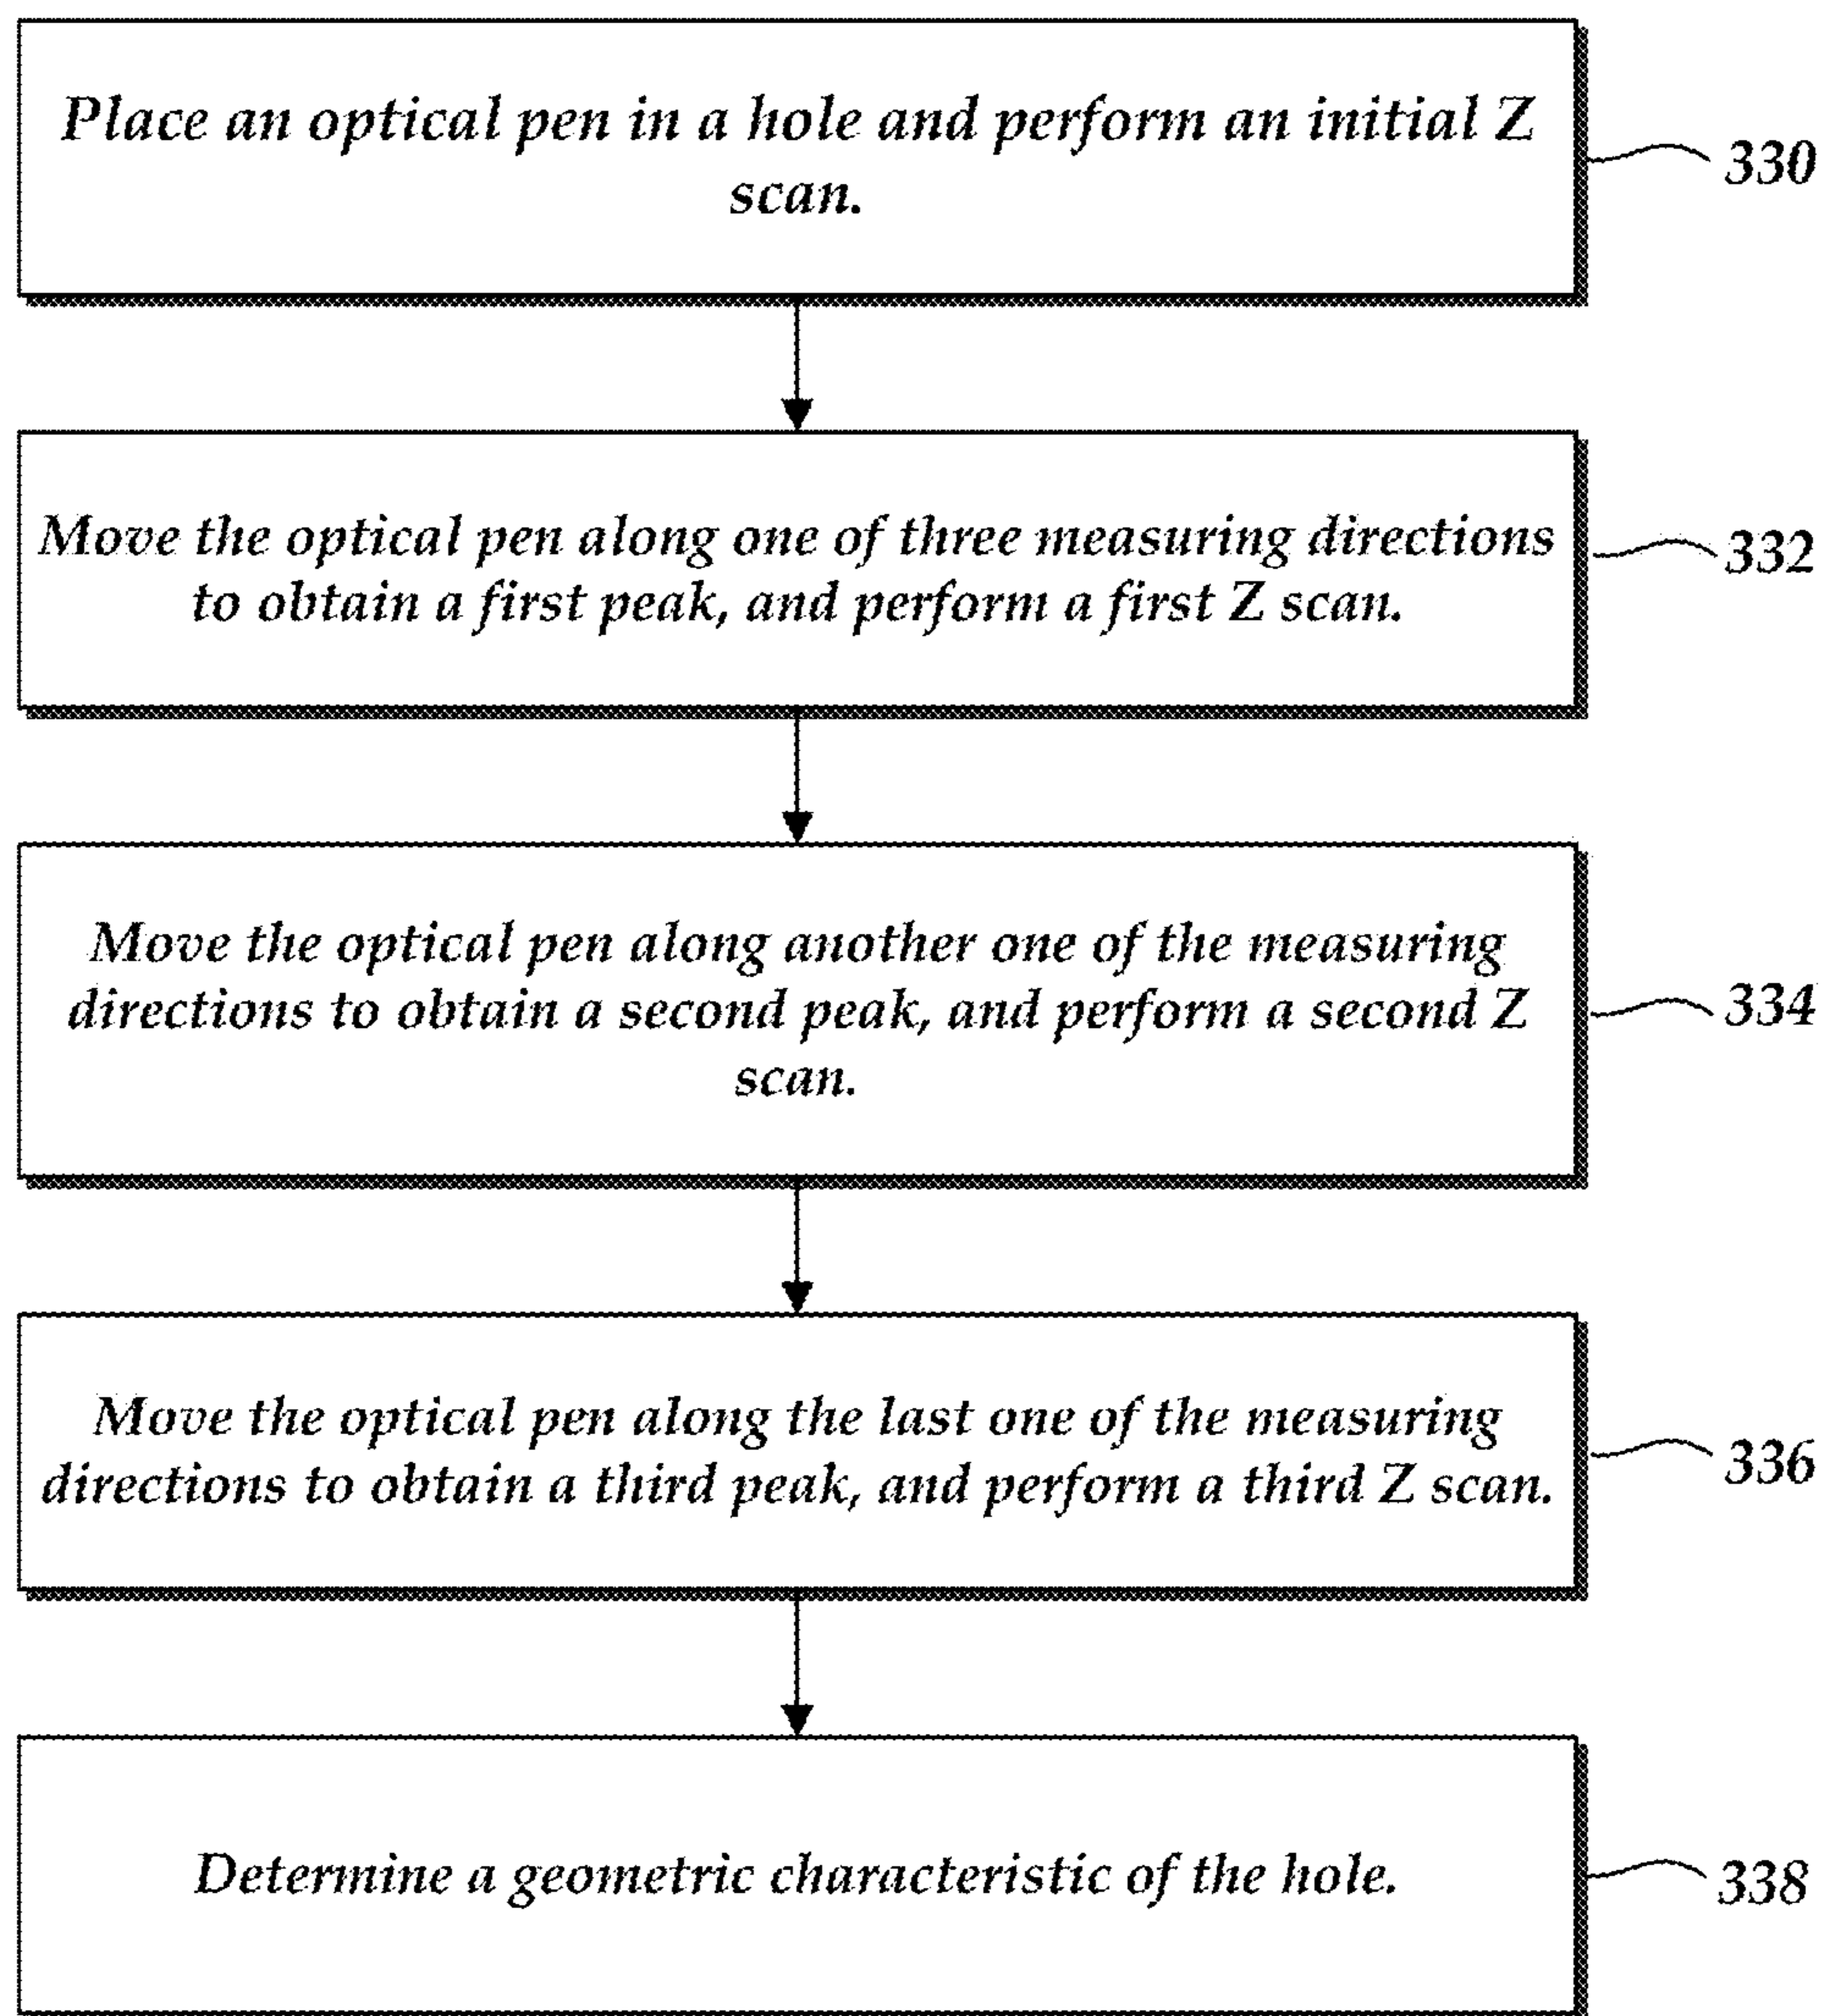 Place an optical pen in a hole and perform an initial Z
scan.
330
Move the optical pen along one of three measuring directions
to obtain a first peak, and perform a first Z scan.
332
Move the optical pen along another one of the measuring
directions to obtain a second peak, and perform a second Z
scan.
334
Move the optical pen along the last one of the measuring
directions to obtain a third peak, and perform a third Z scan.
336
Determine a geometric characteristic of the hole.
338